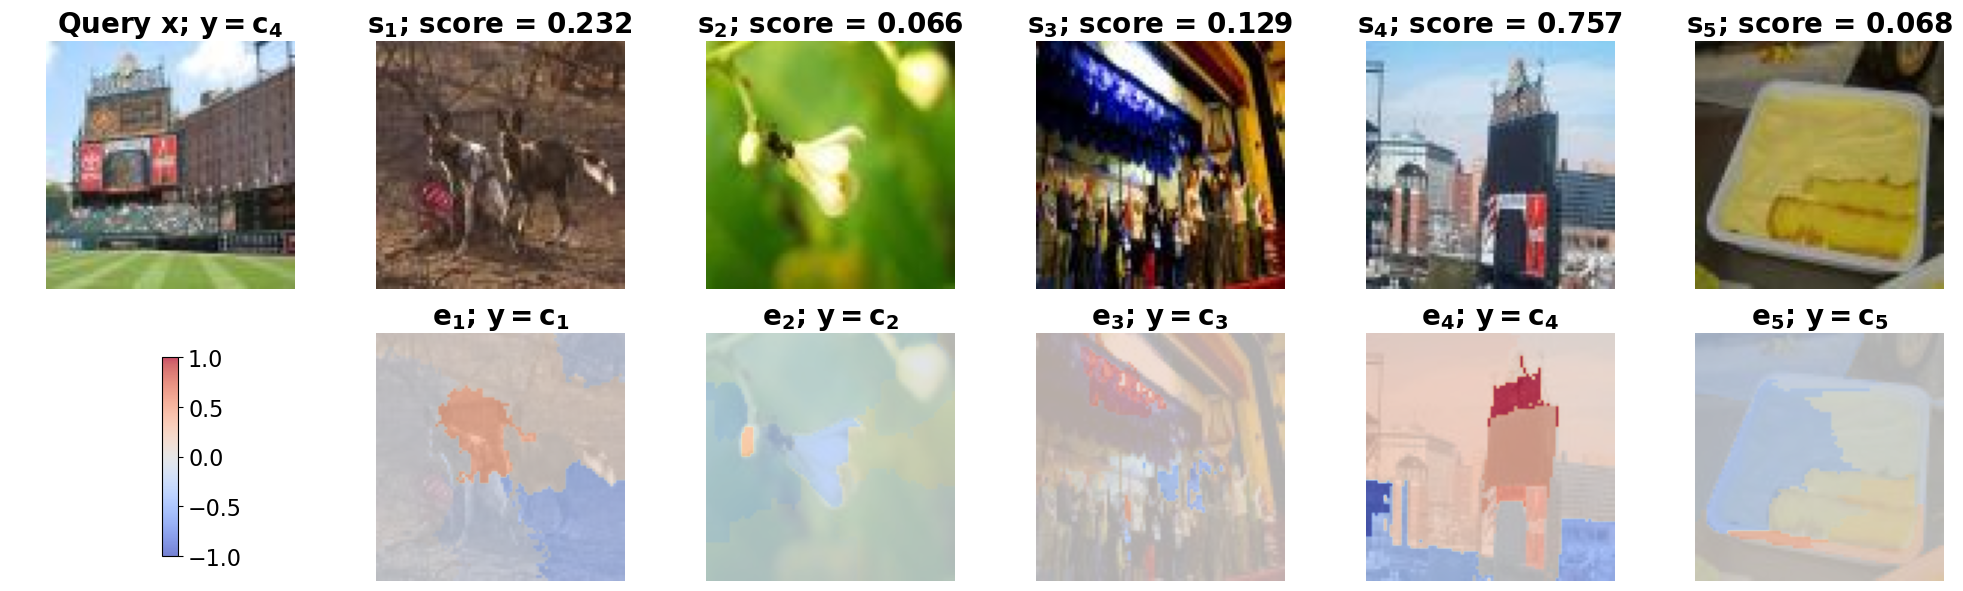 Query x; y = c₄
s₁; score = 0.232
s₂; score = 0.066
s₃; score = 0.129
s₄; score = 0.757
s₅; score = 0.068
e₁; y = c₁
e₂; y = c₂
e₃; y = c₃
e₄; y = c₄
e₅; y = c₅
1.0
0.5
0.0
−0.5
−1.0